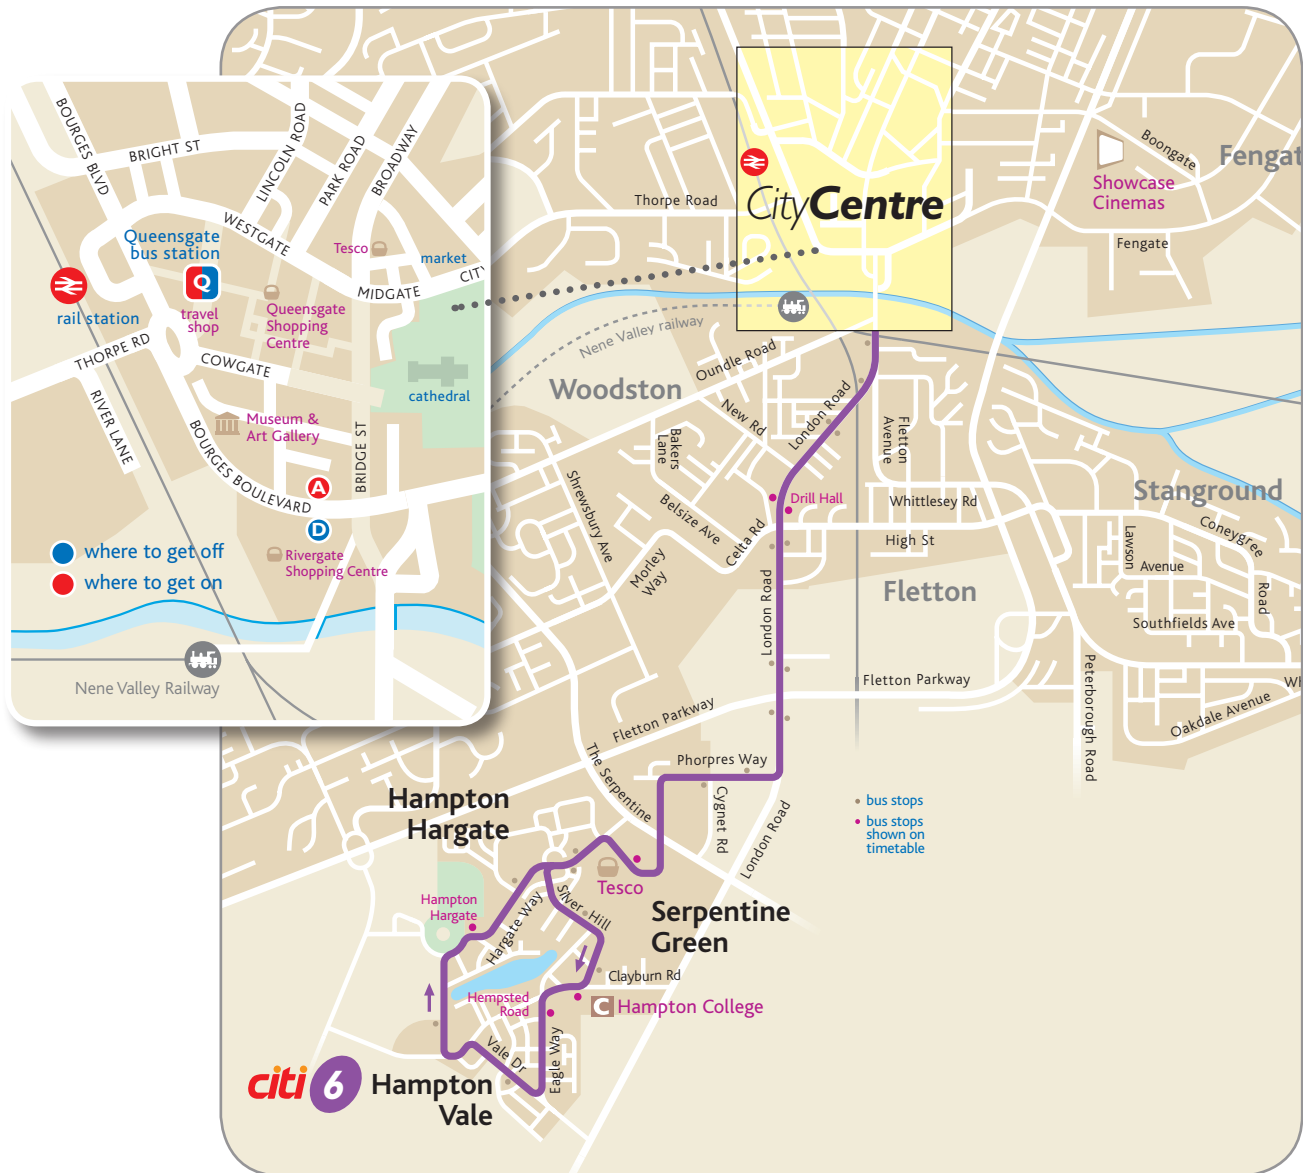 BOURGES BLVD
BRIGHT ST
LINCOLN ROAD
PARK ROAD
BROADWAY
WESTGATE
Queensgate
bus station
Tesco
market
CITY
MIDGATE
Q
travel
shop
rail station
Queensgate
Shopping
Centre
THORPE RD
COWGATE
cathedral
RIVER LANE
Museum &
Art Gallery
BOURGES BOULEVARD
BRIDGE ST
A
D
Rivergate
Shopping Centre
where to get off
where to get on
Nene Valley Railway
Thorpe Road
CityCentre
Showcase
Cinemas
Boongate
Fengat
Fengate
Nene Valley railway
Woodston
Oundle Road
New Rd
London Road
Fletton
Avenue
Bakers
Lane
Shrewsbury Ave
Belsize Ave
Celta Rd
Morley
Way
Drill Hall
Whittlesey Rd
High St
Stanground
Coneygree
Road
Lawson
Avenue
Southfields Ave
Fletton
London Road
Fletton Parkway
Fletton Parkway
Peterborough Road
Oakdale Avenue
Wh
The Serpentine
Phorpres Way
Cygnet Rd
London Road
bus stops
bus stops
shown on
timetable
Hampton
Hargate
Tesco
Serpentine
Green
Hampton
Hargate
Hargate Way
Silver Hill
Clayburn Rd
Hempsted
Road
C
Hampton College
Vale Dr
Eagle Way
citi 6
Hampton
Vale